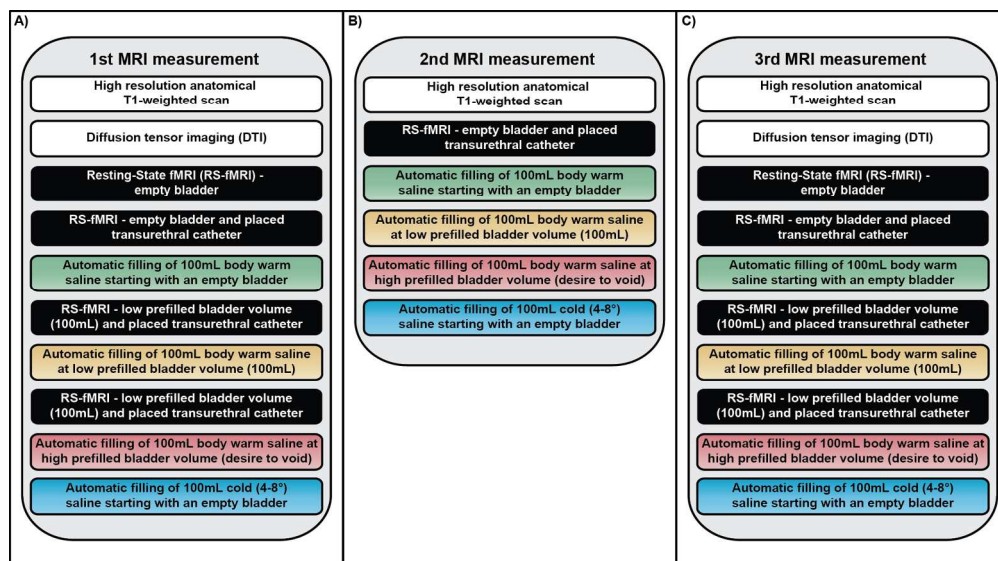 A)
1st MRI measurement
High resolution anatomical
T1-weighted scan
Diffusion tensor imaging (DTI)
Resting-State fMRI (RS-fMRI) -
empty bladder
RS-fMRI - empty bladder and placed
transurethral catheter
Automatic filling of 100mL body warm
saline starting with an empty bladder
RS-fMRI - low prefilled bladder volume
(100mL) and placed transurethral catheter
Automatic filling of 100mL body warm saline
at low prefilled bladder volume (100mL)
RS-fMRI - low prefilled bladder volume
(100mL) and placed transurethral catheter
Automatic filling of 100mL body warm saline at
high prefilled bladder volume (desire to void)
Automatic filling of 100mL cold (4-8°)
saline starting with an empty bladder
B)
2nd MRI measurement
High resolution anatomical
T1-weighted scan
RS-fMRI - empty bladder and placed
transurethral catheter
Automatic filling of 100mL body warm
saline starting with an empty bladder
Automatic filling of 100mL body warm saline
at low prefilled bladder volume (100mL)
Automatic filling of 100mL body warm saline at
high prefilled bladder volume (desire to void)
Automatic filling of 100mL cold (4-8°)
saline starting with an empty bladder
C)
3rd MRI measurement
High resolution anatomical
T1-weighted scan
Diffusion tensor imaging (DTI)
Resting-State fMRI (RS-fMRI) -
empty bladder
RS-fMRI - empty bladder and placed
transurethral catheter
Automatic filling of 100mL body warm
saline starting with an empty bladder
RS-fMRI - low prefilled bladder volume
(100mL) and placed transurethral catheter
Automatic filling of 100mL body warm saline
at low prefilled bladder volume (100mL)
RS-fMRI - low prefilled bladder volume
(100mL) and placed transurethral catheter
Automatic filling of 100mL body warm saline at
high prefilled bladder volume (desire to void)
Automatic filling of 100mL cold (4-8°)
saline starting with an empty bladder